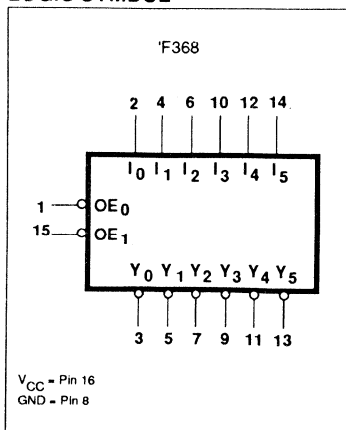 LOGIC SYMBOL
'F368
2 4 6 10 12 14
I0 I1 I2 I3 I4 I5
1 OE0
15 OE1
Y0 Y1 Y2 Y3 Y4 Y5
3 5 7 9 11 13
VCC = Pin 16
GND = Pin 8